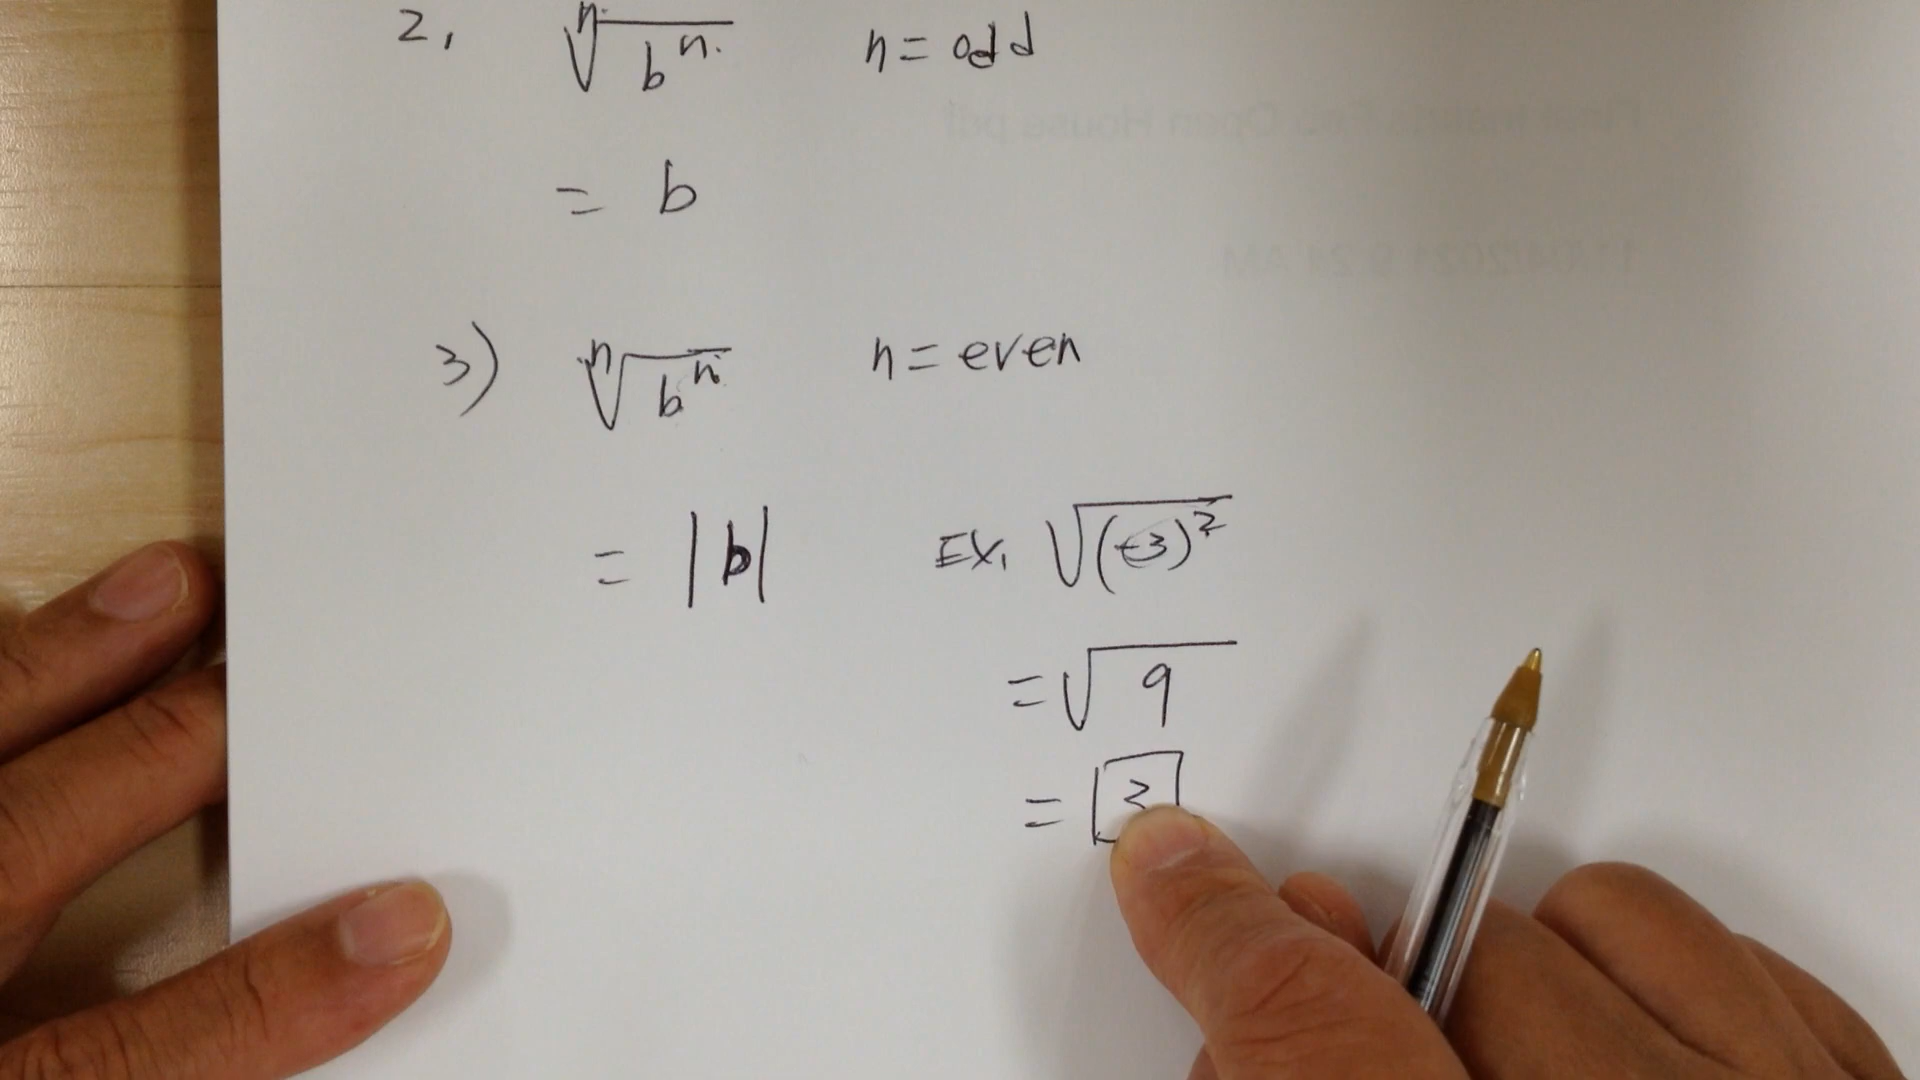 2. ⁿ√bⁿ n = odd
= b
3) ⁿ√bⁿ n = even
= |b| EX. √(-3)²
= √9
= 3